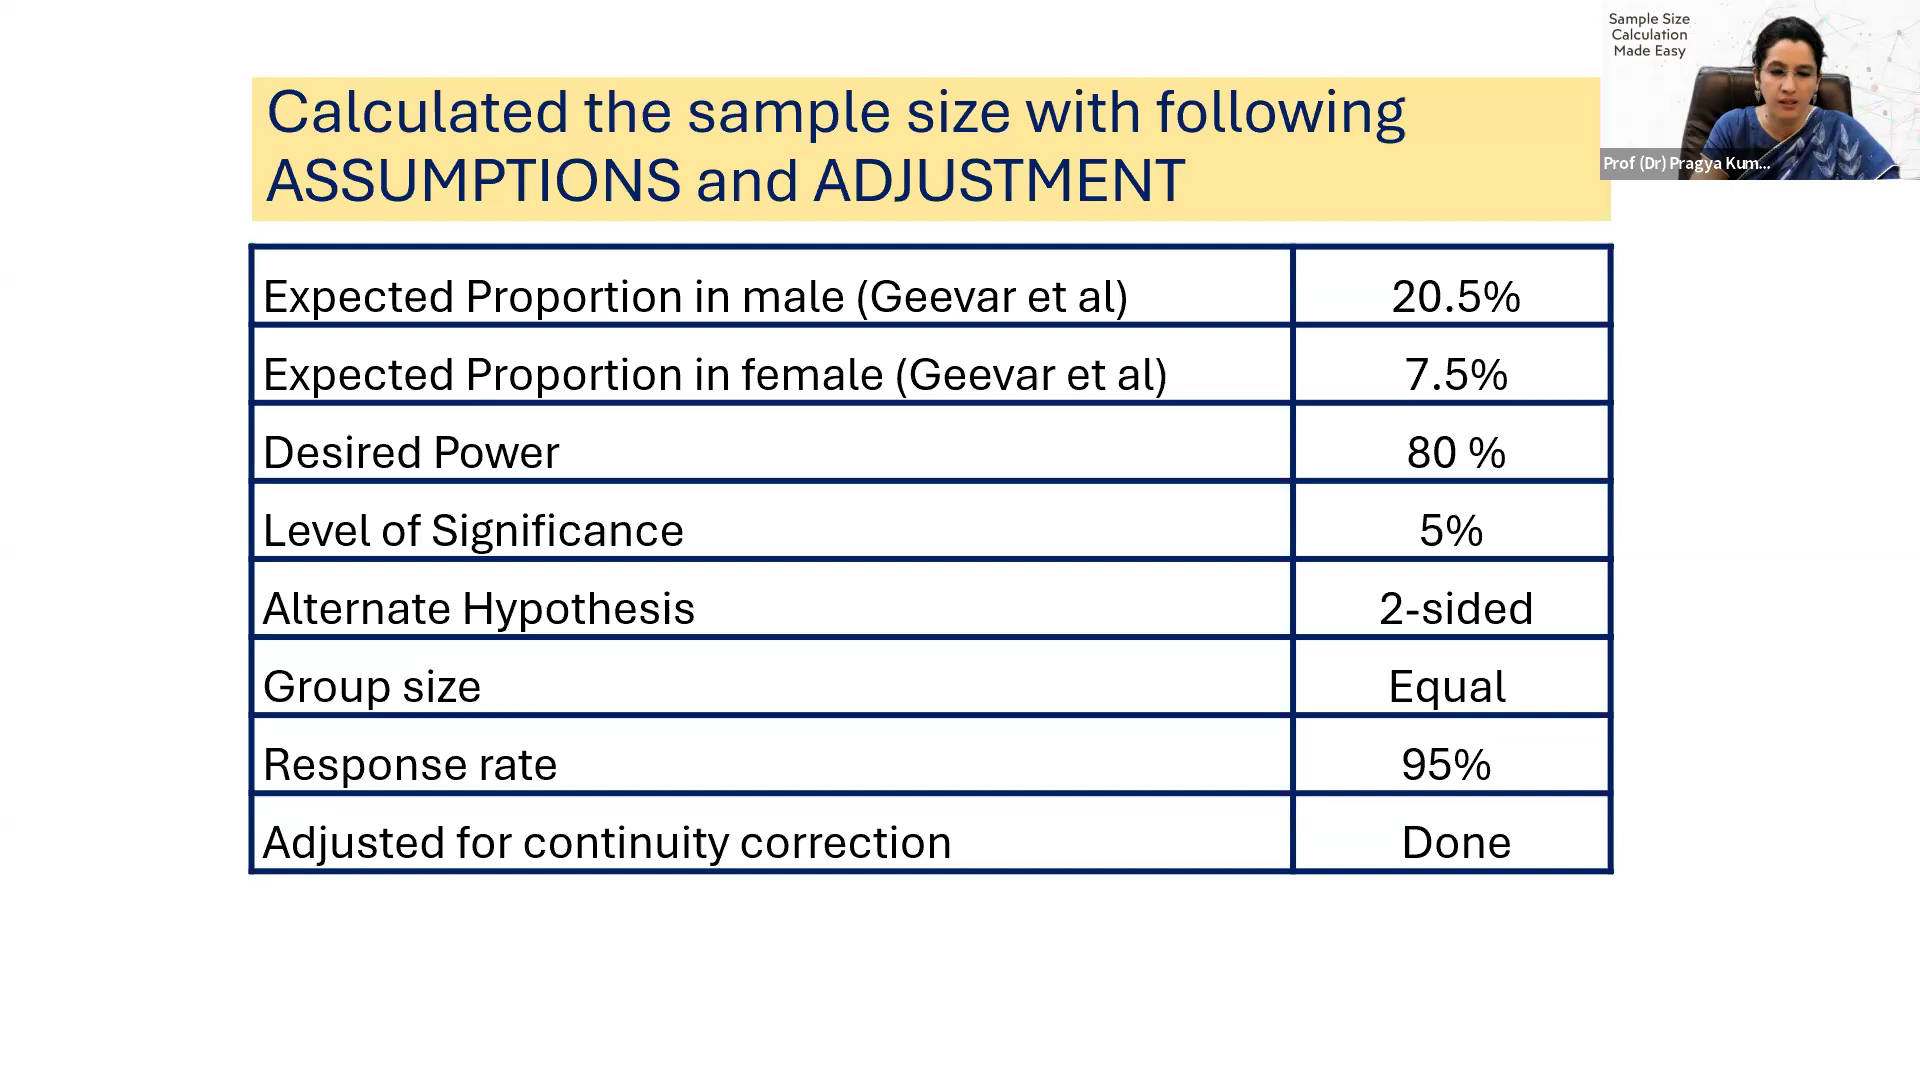 Sample Size
Calculation
Made Easy
Prof (Dr) Pragya Kum...
Calculated the sample size with following
ASSUMPTIONS and ADJUSTMENT
Expected Proportion in male (Geevar et al) 20.5%
Expected Proportion in female (Geevar et al) 7.5%
Desired Power 80 %
Level of Significance 5%
Alternate Hypothesis 2-sided
Group size Equal
Response rate 95%
Adjusted for continuity correction Done